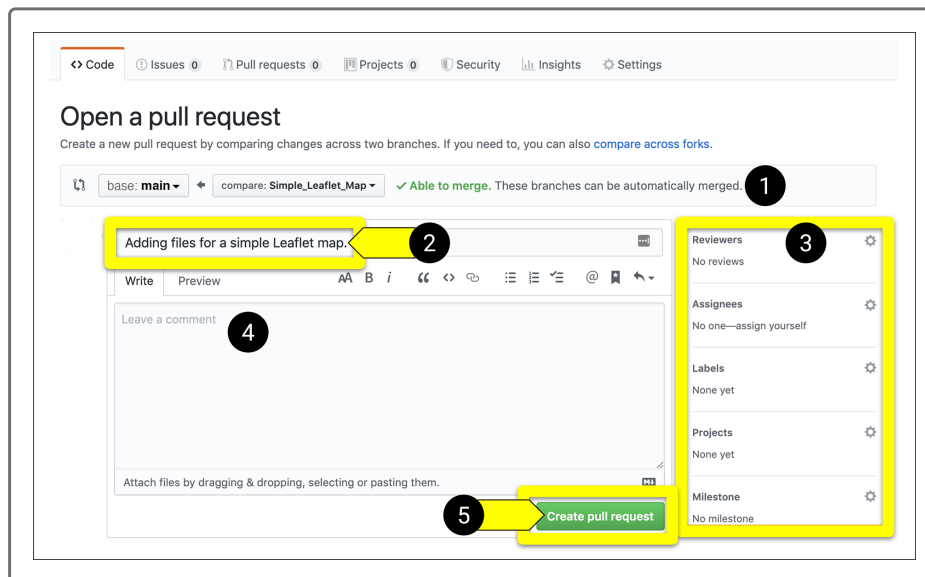 <> Code Issues 0 Pull requests 0 Projects 0 Security Insights Settings
Open a pull request
Create a new pull request by comparing changes across two branches. If you need to, you can also compare across forks.
base: main compare: Simple_Leaflet_Map ✓ Able to merge. These branches can be automatically merged. 1
Adding files for a simple Leaflet map. 2
Write Preview AA B i “ <> @
Leave a comment
4
Attach files by dragging & dropping, selecting or pasting them. M↓
5 Create pull request
Reviewers 3
No reviews
Assignees
No one—assign yourself
Labels
None yet
Projects
None yet
Milestone
No milestone